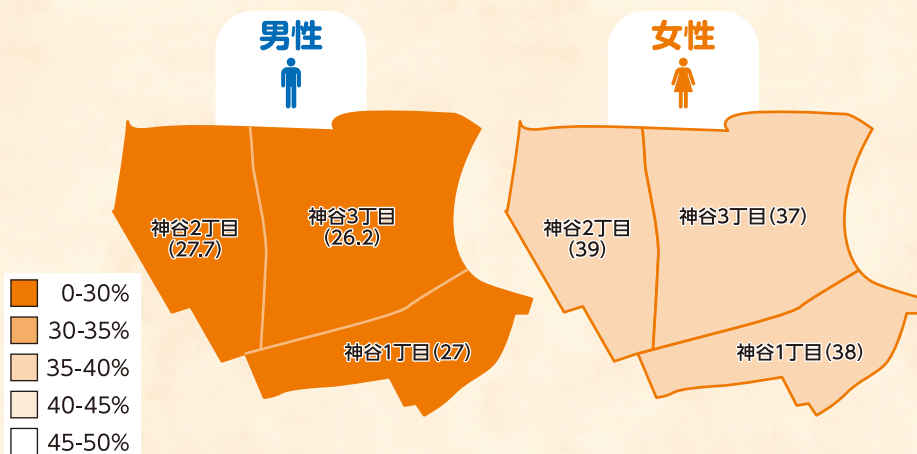 男性
女性
神谷2丁目
(27.7)
神谷3丁目
(26.2)
神谷1丁目(27)
神谷2丁目
(39)
神谷3丁目(37)
神谷1丁目(38)
0-30%
30-35%
35-40%
40-45%
45-50%